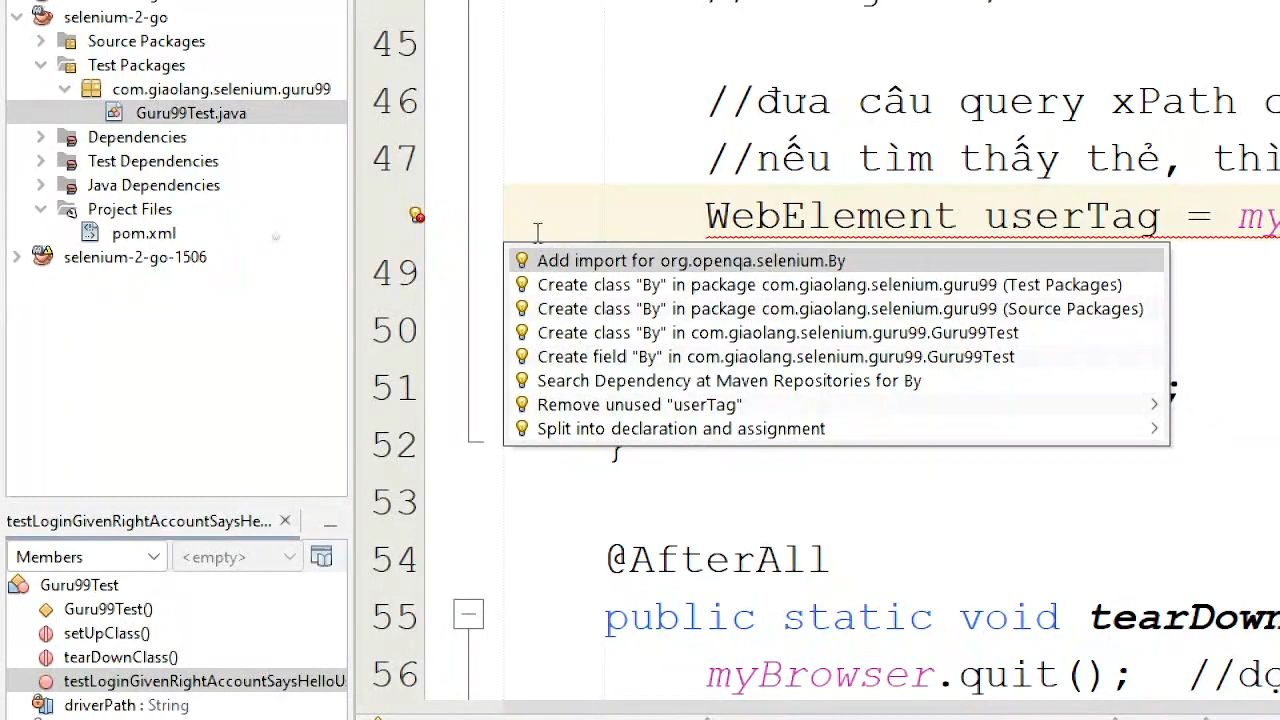 selenium-2-go
Source Packages
Test Packages
com.giaolang.selenium.guru99
Guru99Test.java
Dependencies
Test Dependencies
Java Dependencies
Project Files
pom.xml
selenium-2-go-1506
testLoginGivenRightAccountSaysHe...
Members
<empty>
Guru99Test
Guru99Test()
setUpClass()
tearDownClass()
testLoginGivenRightAccountSaysHelloU
driverPath : String
45
46 //đưa câu query xPath
47 //nếu tìm thấy thẻ, thì
WebElement userTag = my
Add import for org.openqa.selenium.By
Create class "By" in package com.giaolang.selenium.guru99 (Test Packages)
Create class "By" in package com.giaolang.selenium.guru99 (Source Packages)
Create class "By" in com.giaolang.selenium.guru99.Guru99Test
Create field "By" in com.giaolang.selenium.guru99.Guru99Test
Search Dependency at Maven Repositories for By
Remove unused "userTag"
Split into declaration and assignment
49
50
51 ;
52 }
53
54 @AfterAll
55 public static void tearDown
56 myBrowser.quit(); //dọ